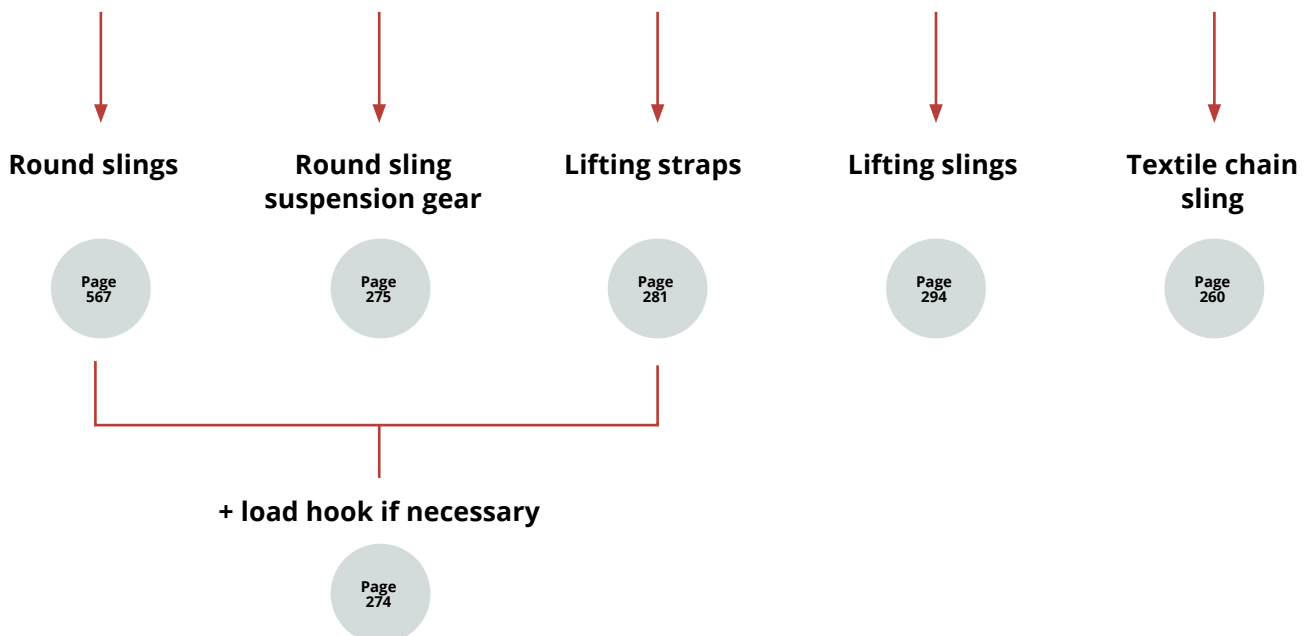 Round slings
Round sling
suspension gear
Lifting straps
Lifting slings
Textile chain
sling
Page
567
Page
275
Page
281
Page
294
Page
260
+ load hook if necessary
Page
274